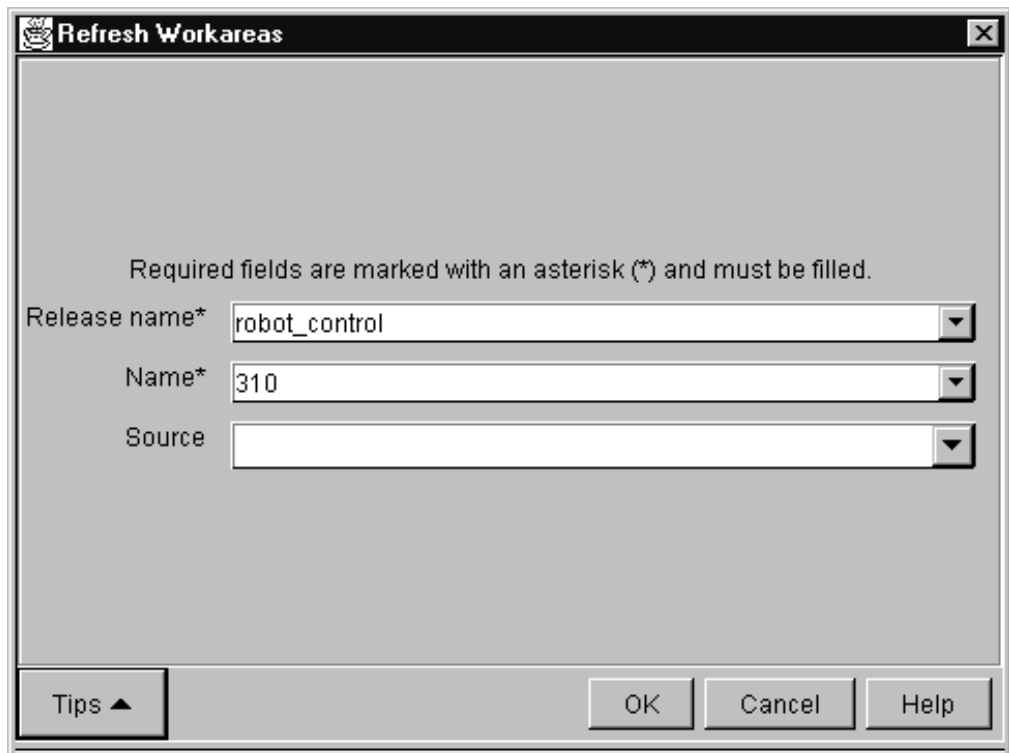 Refresh Workareas
Required fields are marked with an asterisk (*) and must be filled.
Release name* robot_control
Name* 310
Source
Tips OK Cancel Help